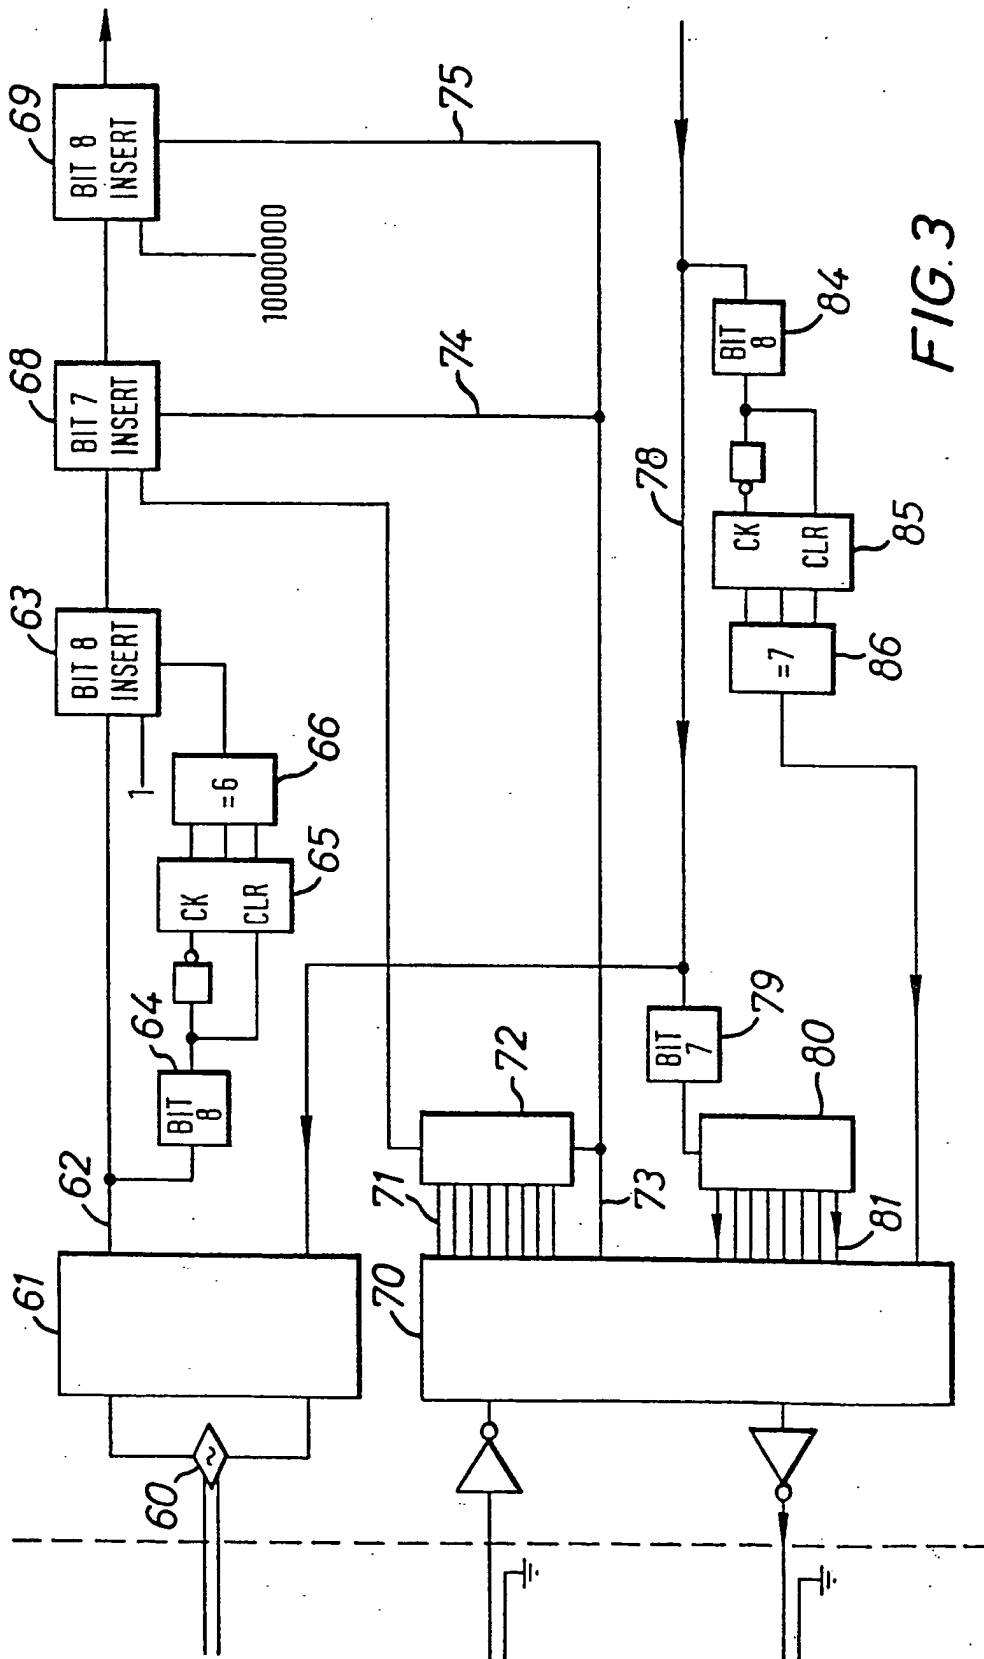 69
BIT 8
INSERT
10000000
75
68
BIT 7
INSERT
74
63
BIT 8
INSERT
1
66
=6
65
CK
CLR
64
BIT
8
62
61
60
78
84
BIT
8
85
CK
CLR
86
=7
79
BIT
7
72
71
73
80
81
70
~
FIG.3